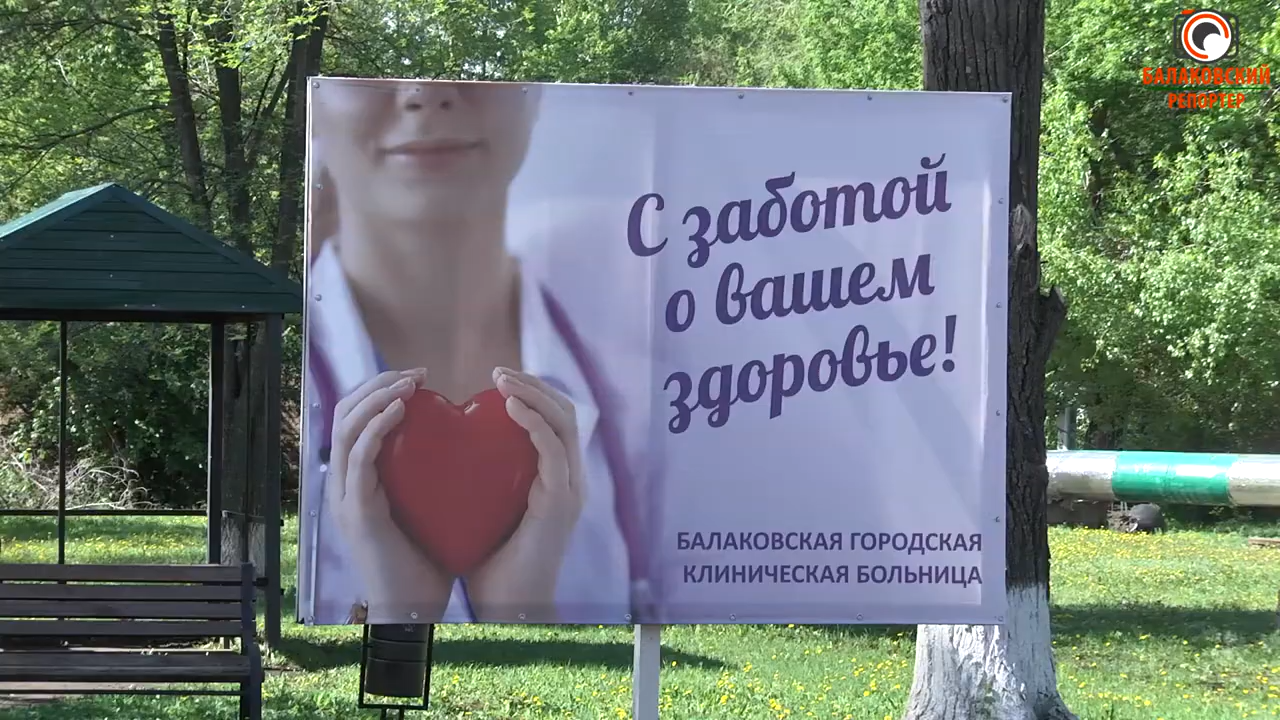 БАЛАКОВСКИЙ
РЕПОРТЕР
С заботой
о вашем
здоровье!
БАЛАКОВСКАЯ ГОРОДСКАЯ
КЛИНИЧЕСКАЯ БОЛЬНИЦА